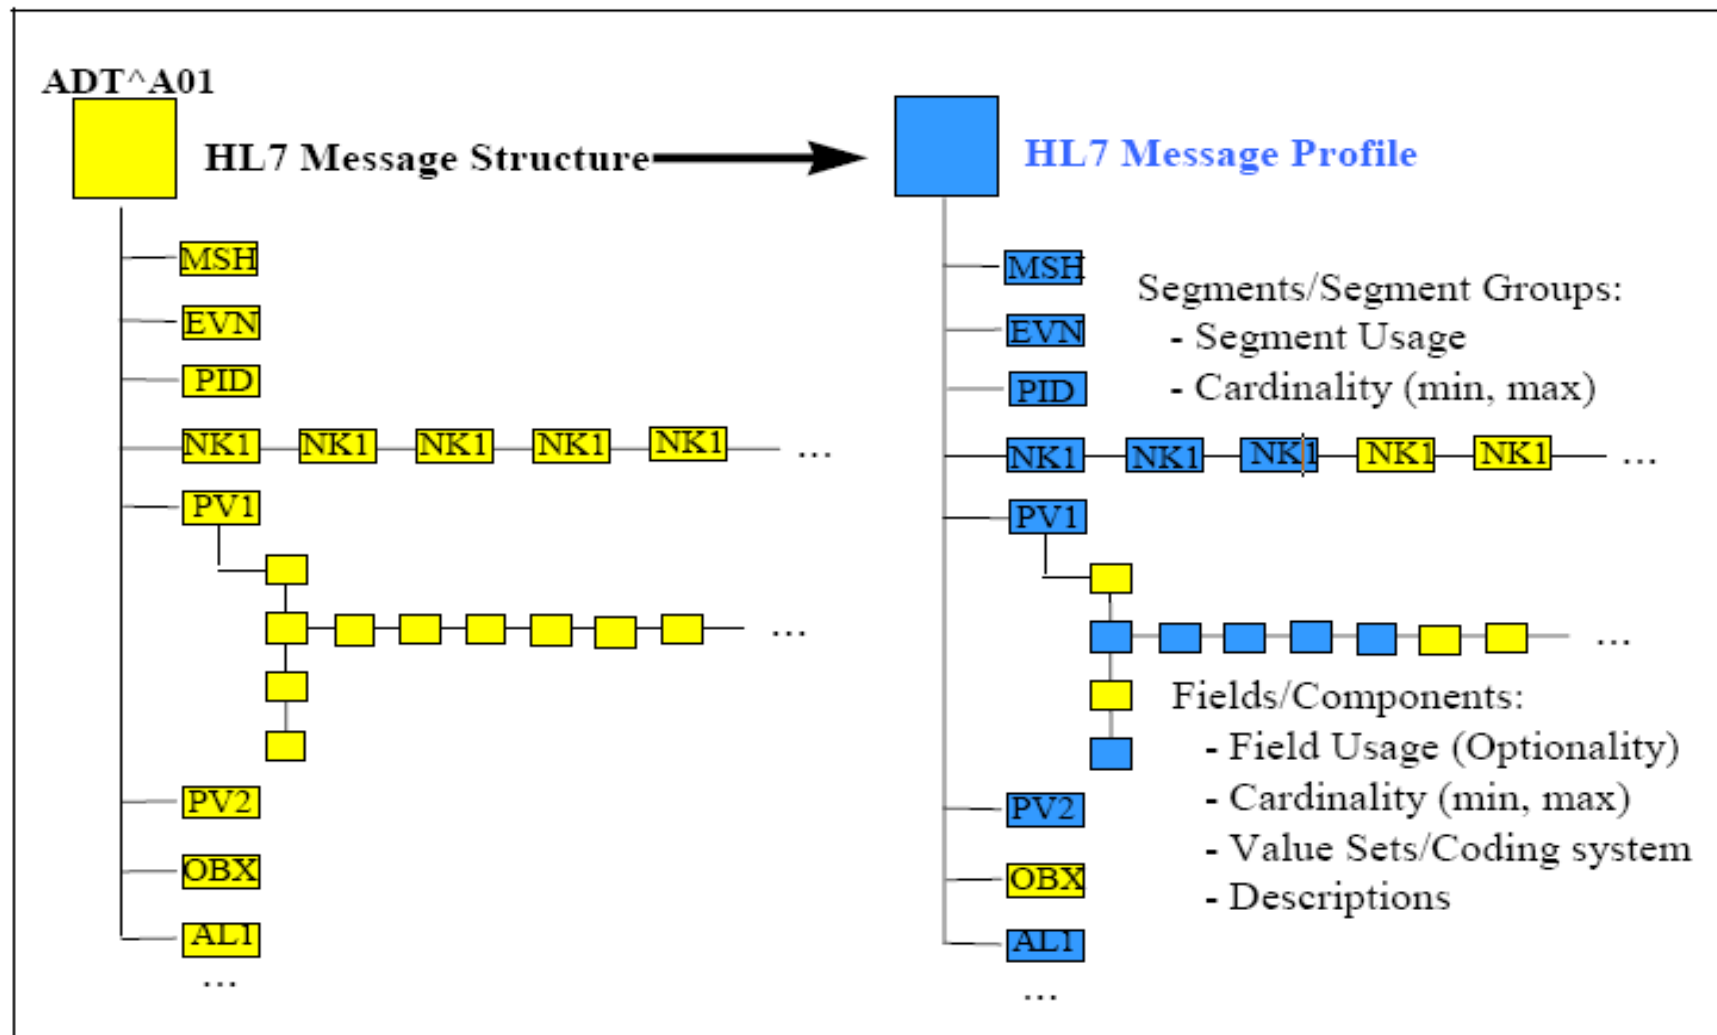 ADT^A01
HL7 Message Structure
MSH
EVN
PID
NK1 NK1 NK1 NK1 NK1 ...
PV1
...
PV2
OBX
AL1
...
HL7 Message Profile
MSH
EVN
PID
NK1 NK1 NK1 NK1 NK1 ...
PV1
...
PV2
OBX
AL1
...
Segments/Segment Groups:
- Segment Usage
- Cardinality (min, max)
Fields/Components:
- Field Usage (Optionality)
- Cardinality (min, max)
- Value Sets/Coding system
- Descriptions